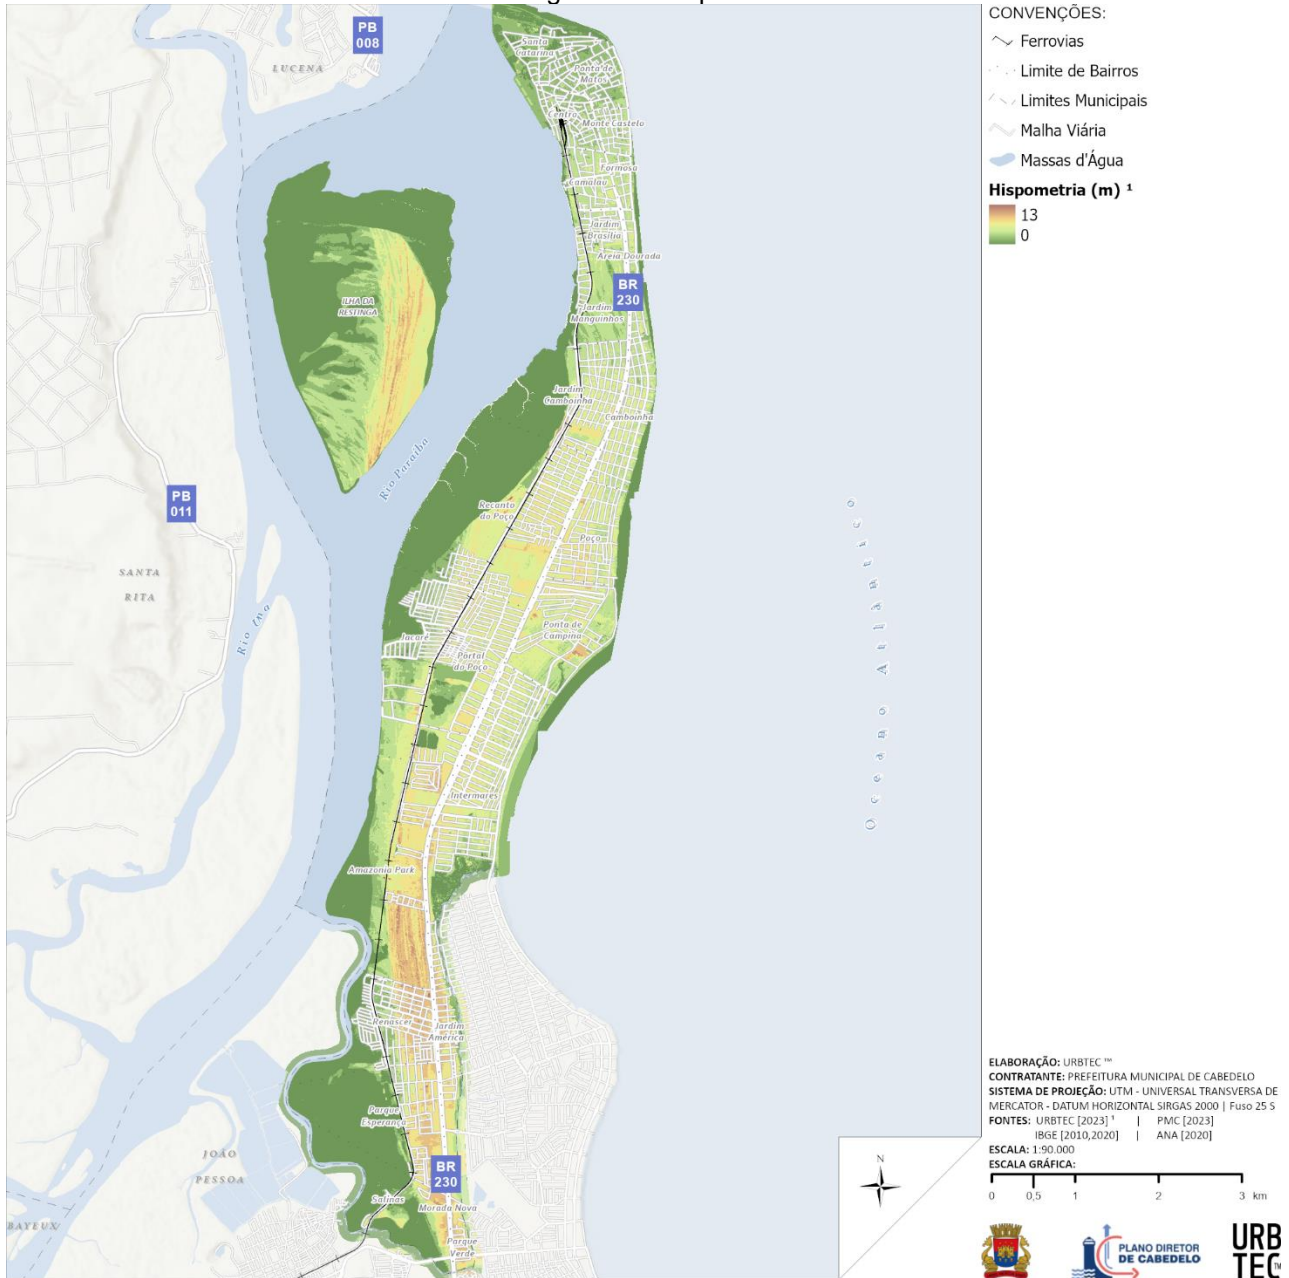 CONVENÇÕES:
Ferrovias
Limite de Bairros
Limites Municipais
Malha Viária
Massas d'Água
Hispometria (m) ¹
13
0
PB
008
LUCENA
Santa
Catarina
Ponta de
Matos
Centro
Monte Castelo
Formosa
Camalaú
Jardim
Brasília
Areia Dourada
BR
230
Jardim
Manguinhos
ILHA DA
RESTINGA
Jardim
Camboinha
Camboinha
Rio Paraíba
PB
011
Recanto
do Poço
Poço
SANTA
RITA
Ponta de
Campina
Jacaré
Portal
do Poço
Oceano Atlântico
Intermares
Amazonia Park
Renascer
Jardim
América
Parque
Esperança
JOÃO
PESSOA
BR
230
Salinas
Morada Nova
BAYEUX
Parque
Verde
N
ELABORAÇÃO: URBTEC ™
CONTRATANTE: PREFEITURA MUNICIPAL DE CABEDELO
SISTEMA DE PROJEÇÃO: UTM - UNIVERSAL TRANSVERSA DE
MERCATOR - DATUM HORIZONTAL SIRGAS 2000 | Fuso 25 S
FONTES: URBTEC [2023] ¹ | PMC [2023]
IBGE [2010,2020] | ANA [2020]
ESCALA: 1:90.000
ESCALA GRÁFICA:
0 0,5 1 2 3 km
PLANO DIRETOR
DE CABEDELO
URB
TEC™